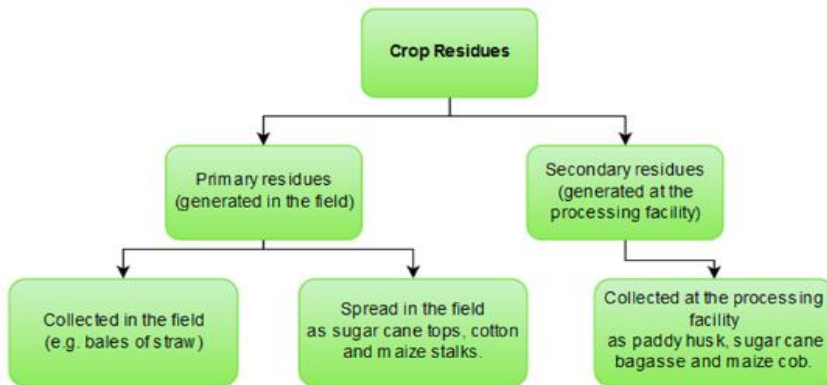 Crop Residues
Primary residues
(generated in the field)
Secondary residues
(generated at the
processing facility)
Collected in the field
(e.g. bales of straw)
Spread in the field
as sugar cane tops, cotton
and maize stalks.
Collected at the processing
facility
as paddy husk, sugar cane
bagasse and maize cob.